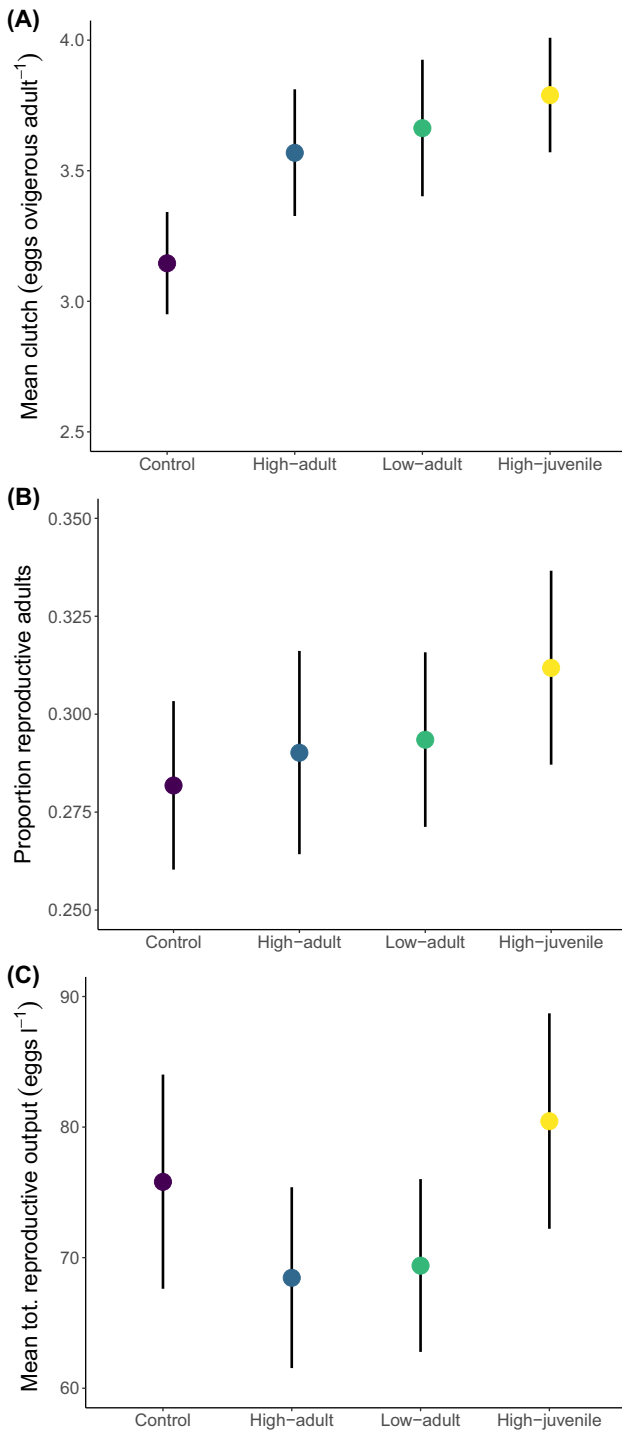 (A)
Mean clutch (eggs ovigerous adult⁻¹)
4.0
3.5
3.0
2.5
Control High−adult Low−adult High−juvenile
(B)
Proportion reproductive adults
0.350
0.325
0.300
0.275
0.250
Control High−adult Low−adult High−juvenile
(C)
Mean tot. reproductive output (eggs l⁻¹)
90
80
70
60
Control High−adult Low−adult High−juvenile